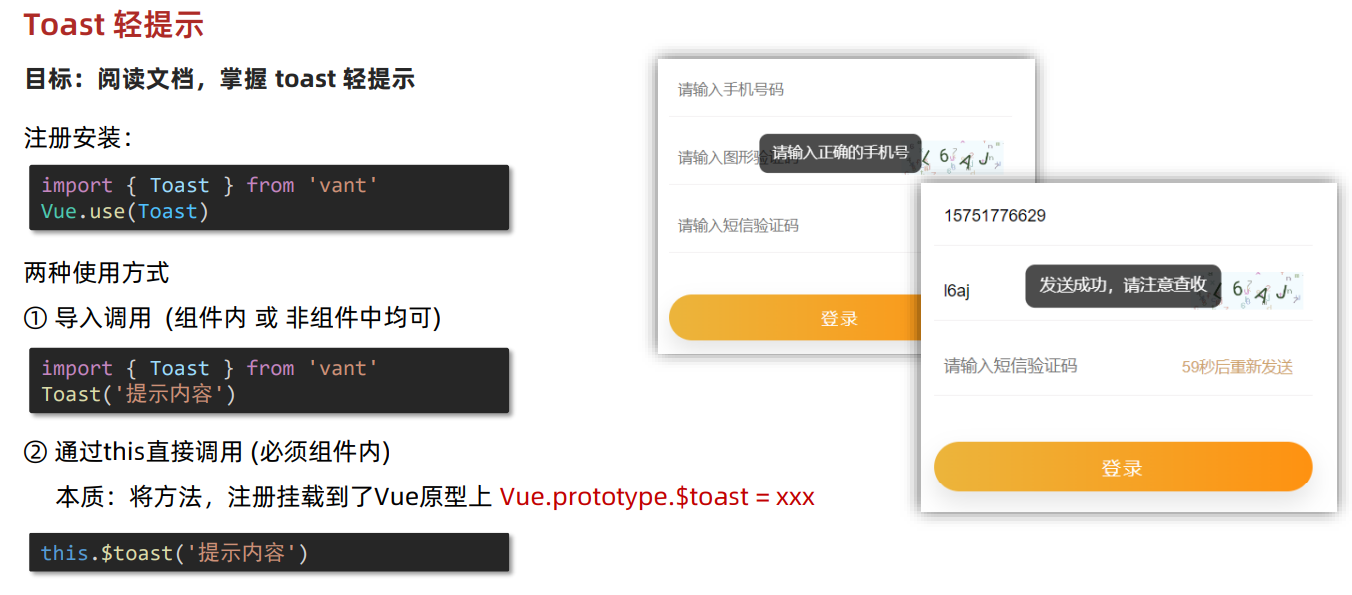 Toast 轻提示
目标：阅读文档，掌握 toast 轻提示
注册安装：
import { Toast } from 'vant'
Vue.use(Toast)
两种使用方式
① 导入调用 (组件内 或 非组件中均可)
import { Toast } from 'vant'
Toast('提示内容')
② 通过this直接调用 (必须组件内)
本质：将方法，注册挂载到了Vue原型上 Vue.prototype.$toast = xxx
this.$toast('提示内容')
请输入手机号码
请输入图形验
请输入正确的手机号
6AJ
请输入短信验证码
登录
15751776629
l6aj
发送成功，请注意查收
6AJ
请输入短信验证码
59秒后重新发送
登录